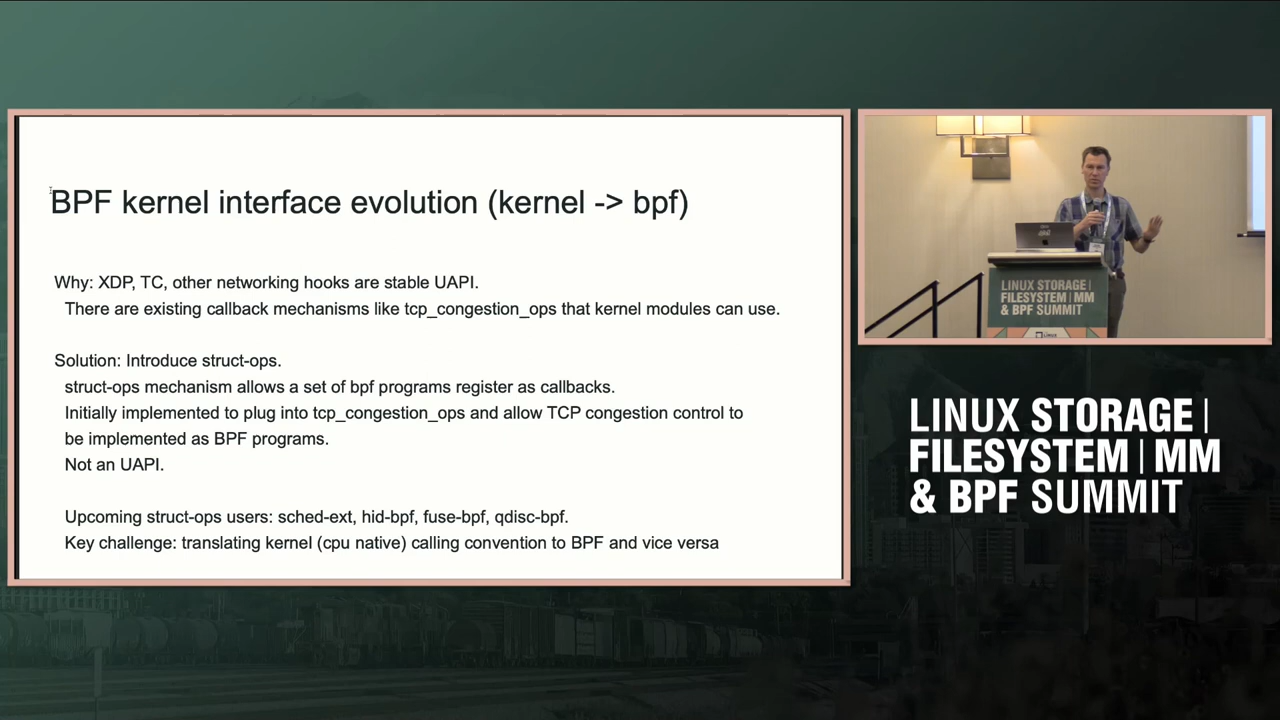 BPF kernel interface evolution (kernel -> bpf)
Why: XDP, TC, other networking hooks are stable UAPI.
There are existing callback mechanisms like tcp_congestion_ops that kernel modules can use.
Solution: Introduce struct-ops.
struct-ops mechanism allows a set of bpf programs register as callbacks.
Initially implemented to plug into tcp_congestion_ops and allow TCP congestion control to
be implemented as BPF programs.
Not an UAPI.
Upcoming struct-ops users: sched-ext, hid-bpf, fuse-bpf, qdisc-bpf.
Key challenge: translating kernel (cpu native) calling convention to BPF and vice versa
LINUX STORAGE |
FILESYSTEM | MM
& BPF SUMMIT
LINUX STORAGE |
FILESYSTEM | MM
& BPF SUMMIT